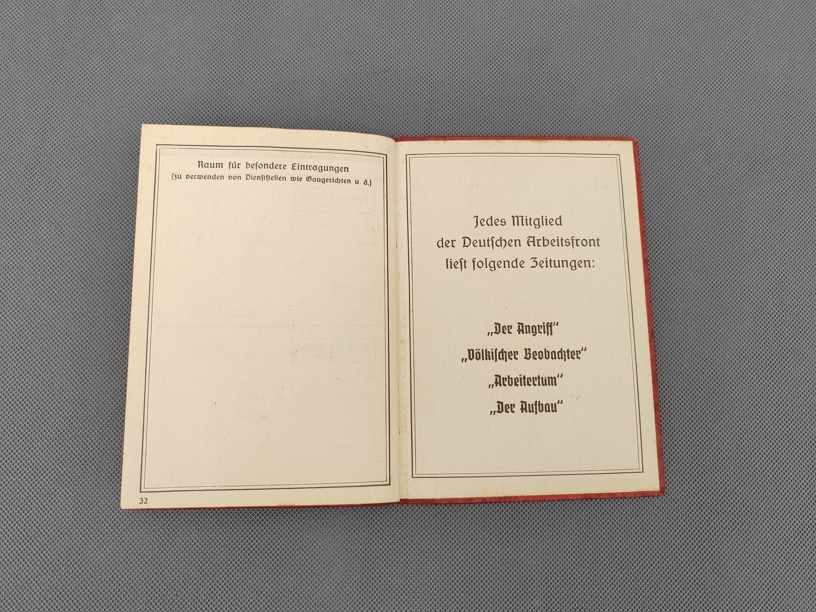 Raum für besondere Eintragungen
(zu verwenden von Dienststellen wie Gaugerichten u. ä.)
32
Jedes Mitglied
der Deutschen Arbeitsfront
liest folgende Zeitungen:
„Der Angriff“
„Völkischer Beobachter“
„Arbeitertum“
„Der Aufbau“